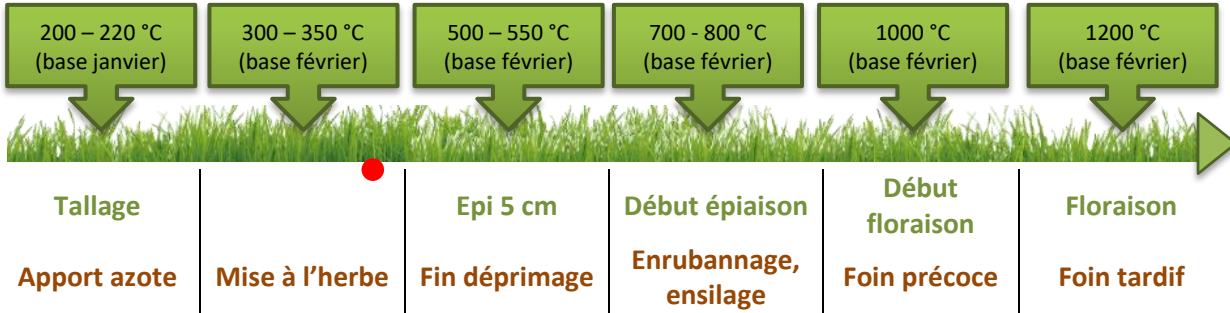 200 – 220 °C
(base janvier)
300 – 350 °C
(base février)
500 – 550 °C
(base février)
700 - 800 °C
(base février)
1000 °C
(base février)
1200 °C
(base février)
Tallage
Epi 5 cm
Début épiaison
Début
floraison
Floraison
Apport azote
Mise à l’herbe
Fin déprimage
Enrubannage,
ensilage
Foin précoce
Foin tardif